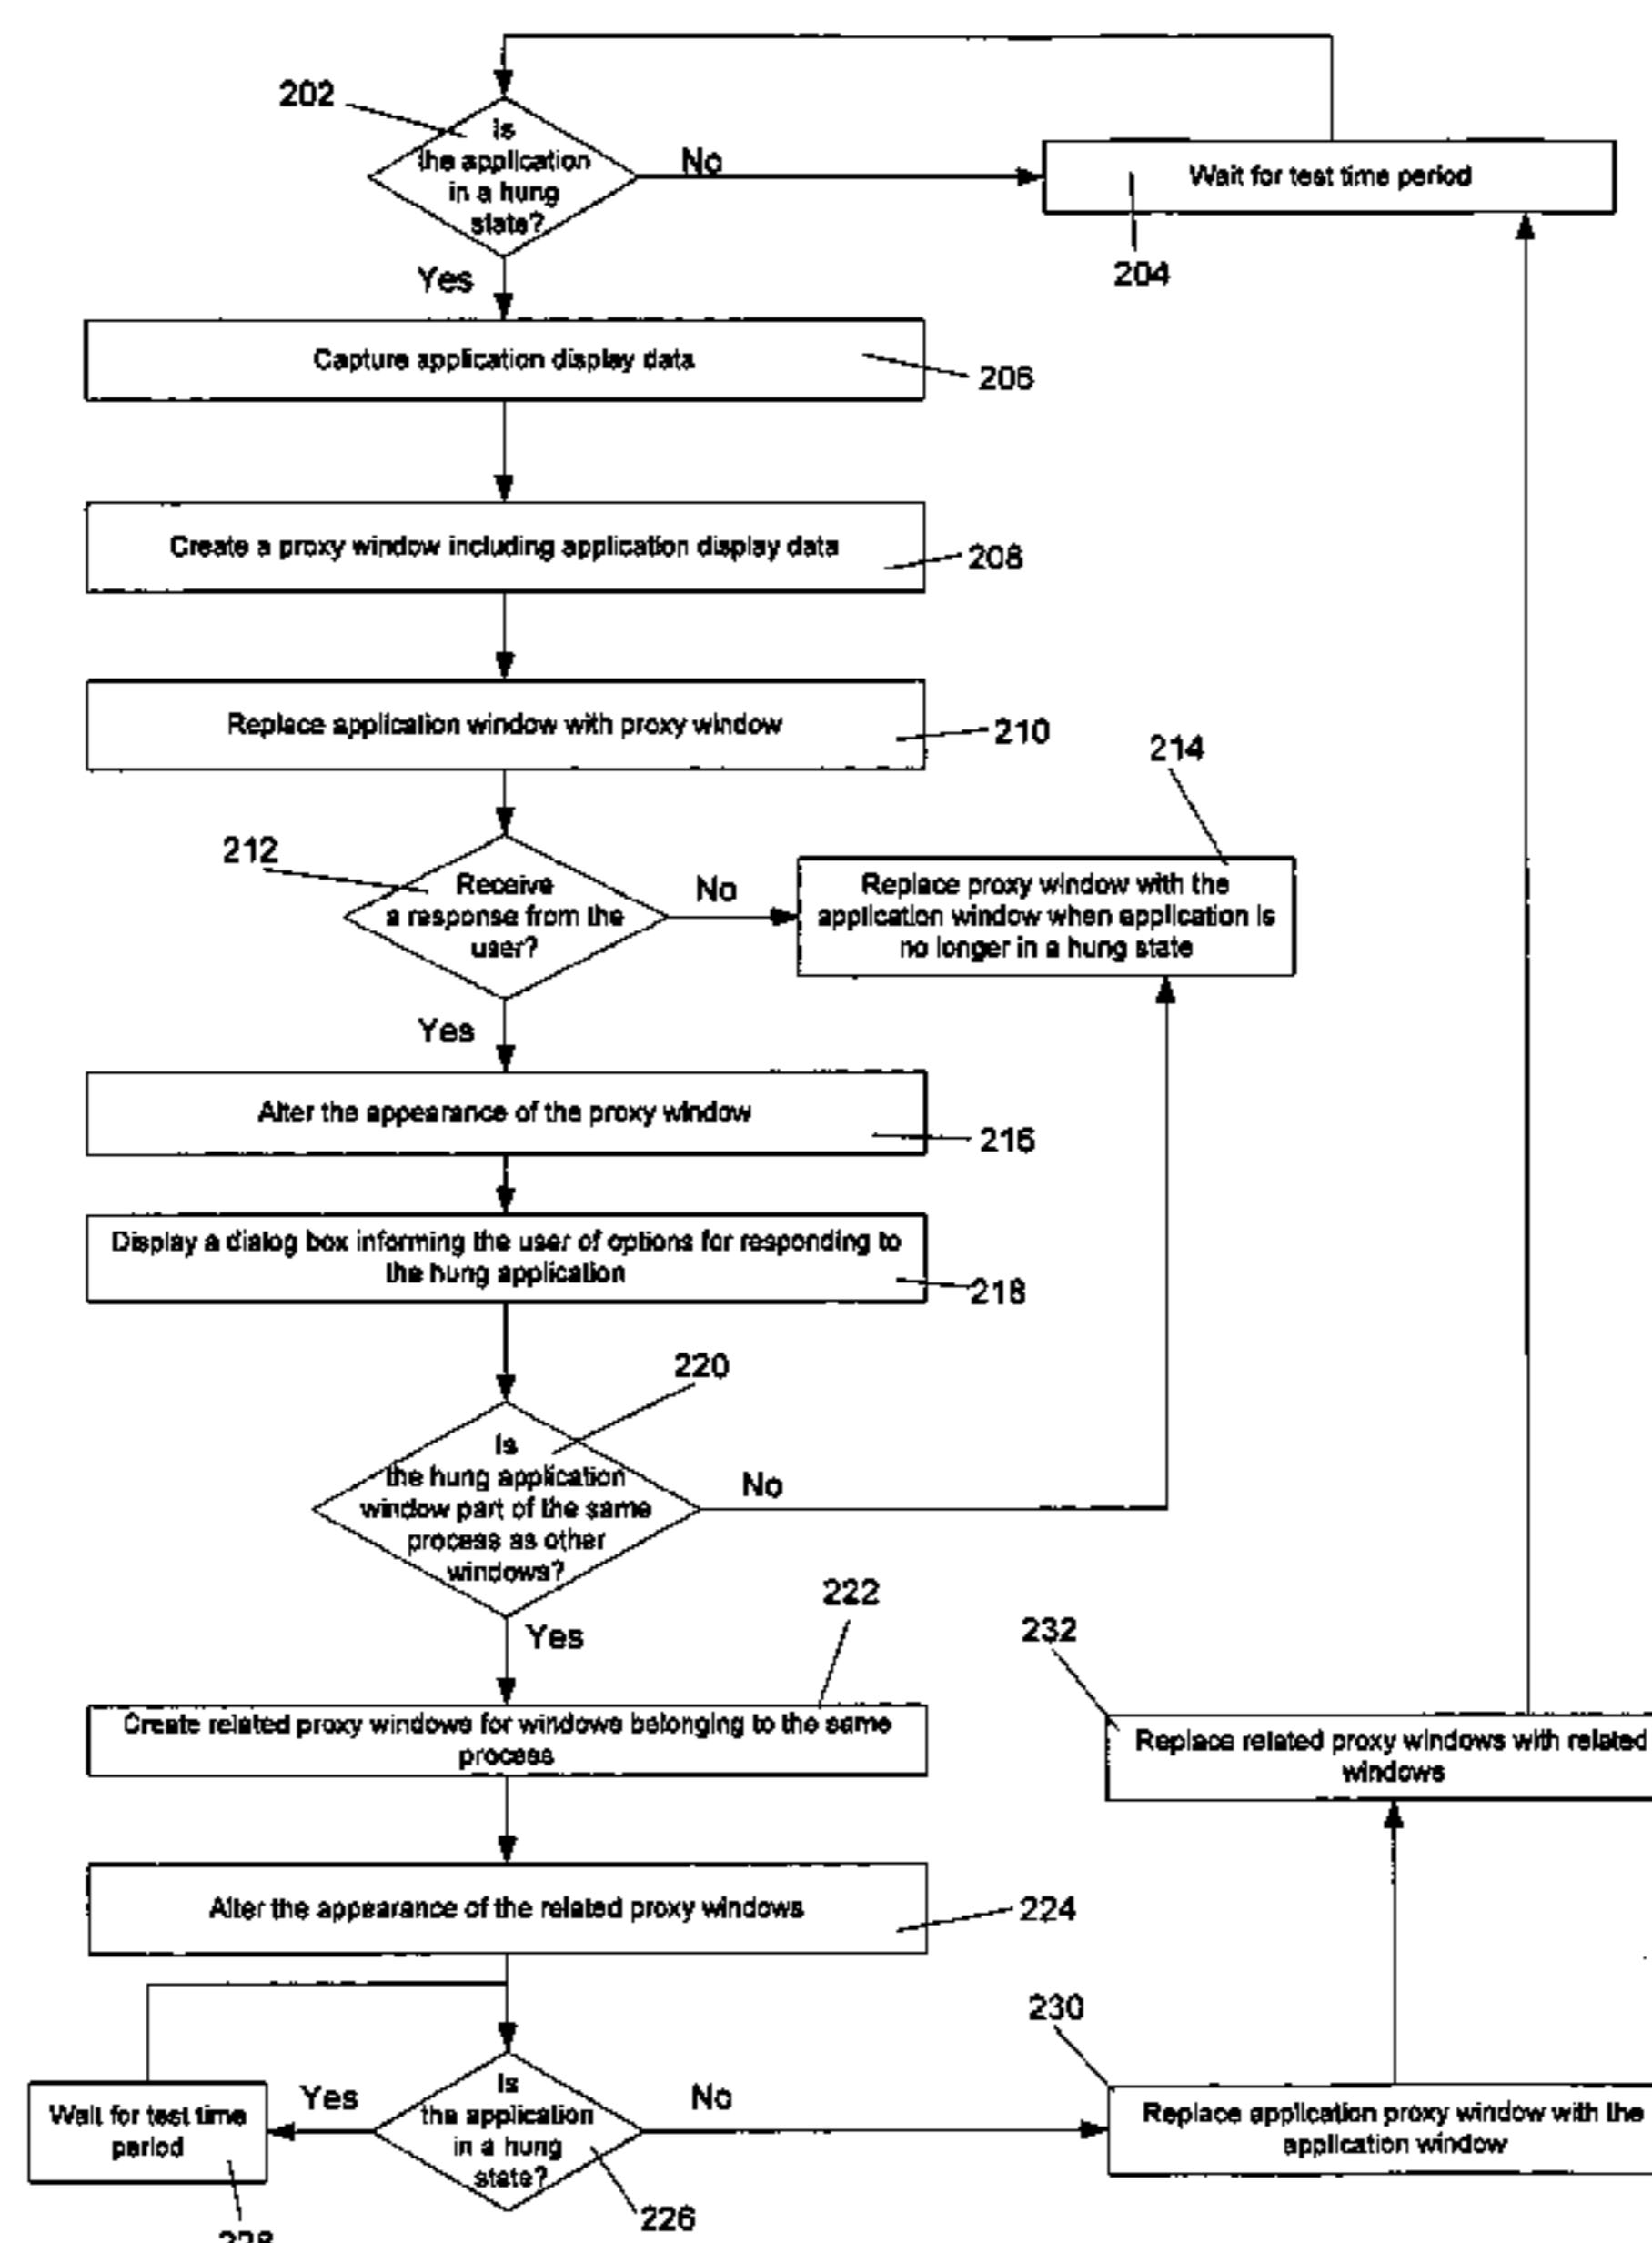 202
Is
the application
in a hung
state?
No
Wait for test time period
204
Yes
Capture application display data
206
Create a proxy window including application display data
208
Replace application window with proxy window
210
214
212
Receive
a response from the
user?
No
Replace proxy window with the
application window when application is
no longer in a hung state
Yes
Alter the appearance of the proxy window
216
Display a dialog box informing the user of options for responding to
the hung application
218
220
Is
the hung application
window part of the same
process as other
windows?
No
Yes
222
232
Create related proxy windows for windows belonging to the same
process
Replace related proxy windows with related
windows
Alter the appearance of the related proxy windows
224
230
Wait for test time
period
Yes
Is
the application
in a hung
state?
No
Replace application proxy window with the
application window
226
228